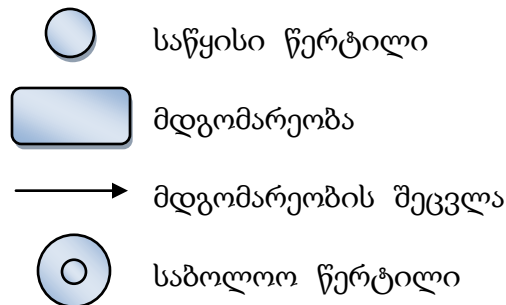 საწყისი წერტილი
მდგომარეობა
მდგომარეობის შეცვლა
საბოლოო წერტილი